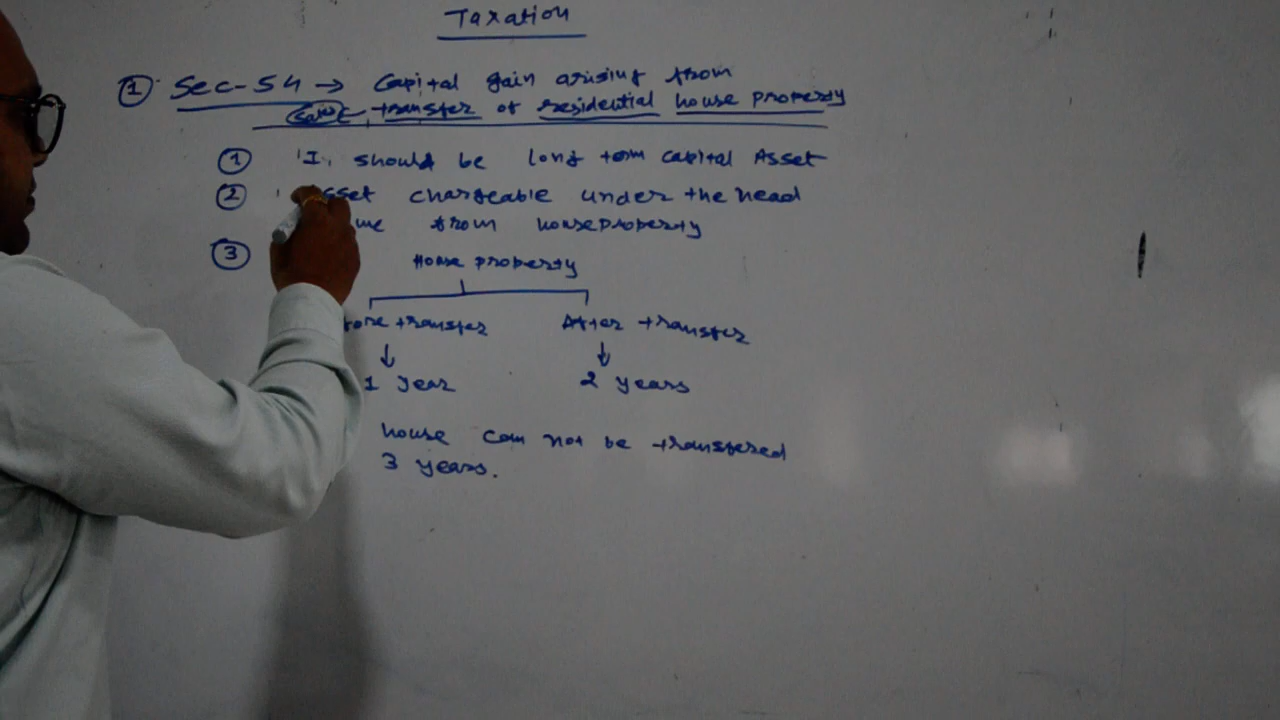 Taxation
① Sec-54 → Capital gain arising from
transfer of residential house property
① It should be long term capital Asset
② Asset chargeable under the head
from house property
③ House property
transfer After transfer
↓ ↓
1 year 2 years
house can not be transfered
3 years.